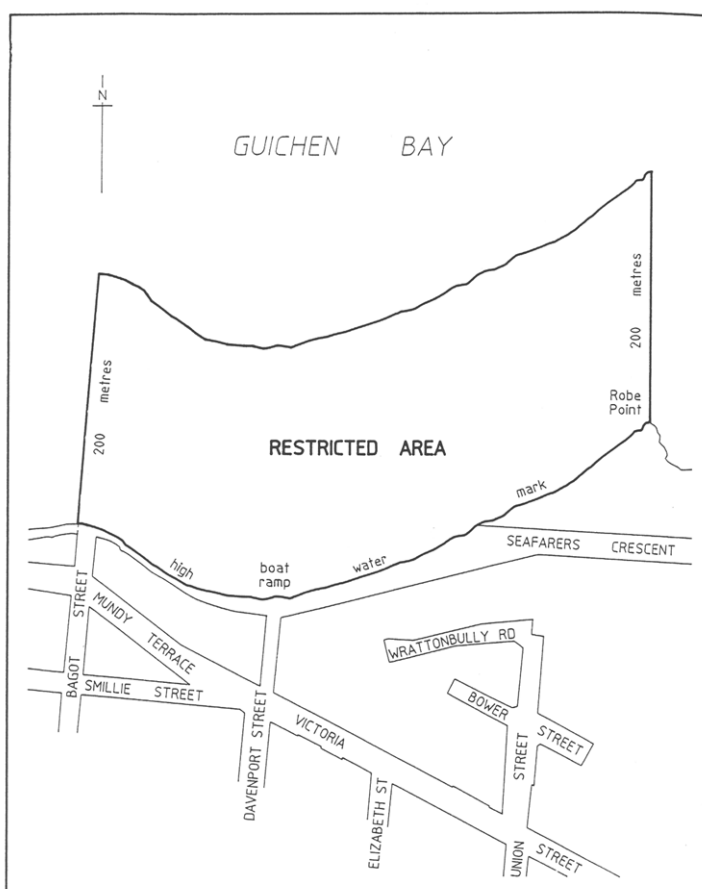 N
GUICHEN BAY
200 metres
200 metres
Robe
Point
RESTRICTED AREA
mark
water
high
boat
ramp
SEAFARERS CRESCENT
BAGOT STREET
MUNDY TERRACE
SMILLIE STREET
DAVENPORT STREET
VICTORIA STREET
ELIZABETH ST
WRATTONBULLY RD
BOWER STREET
UNION STREET